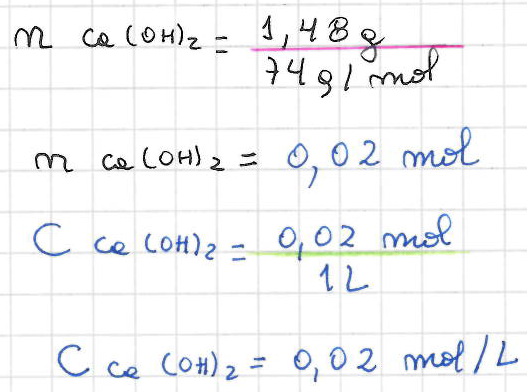 n Ca(OH)₂ = 1,48 g
74 g/mol
n Ca(OH)₂ = 0,02 mol
C Ca(OH)₂ = 0,02 mol
1L
C Ca(OH)₂ = 0,02 mol/L